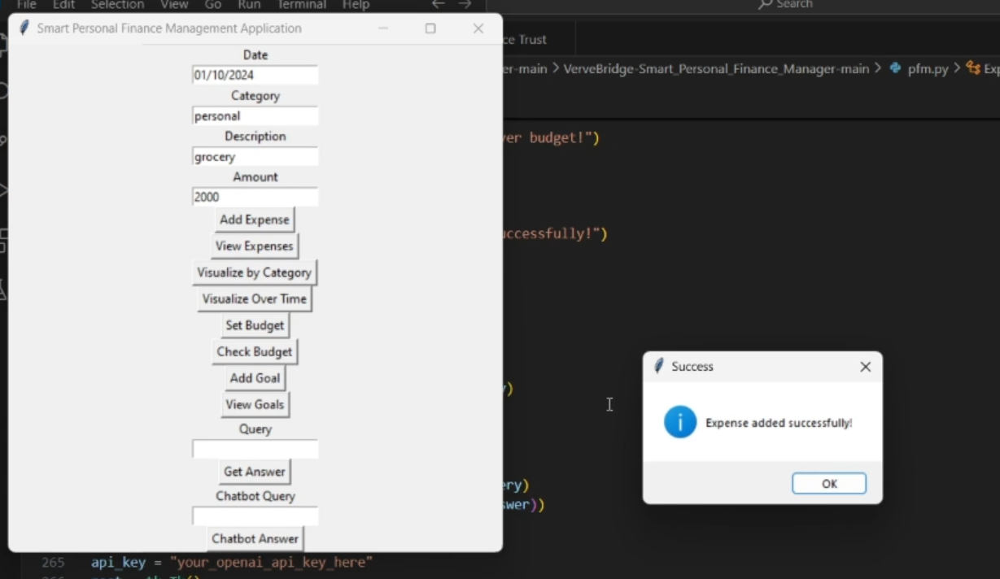 File Edit Selection View Go Run Terminal Help
Search
Smart Personal Finance Management Application
ce Trust
er-main > VerveBridge-Smart_Personal_Finance_Manager-main > pfm.py > Exp
Date
01/10/2024
Category
personal
Description
grocery
Amount
2000
Add Expense
View Expenses
Visualize by Category
Visualize Over Time
Set Budget
Check Budget
Add Goal
View Goals
Query
Get Answer
Chatbot Query
Chatbot Answer
ver budget!")
uccessfully!")
y)
ery)
swer))
Success
Expense added successfully!
OK
265 api_key = "your_openai_api_key_here"